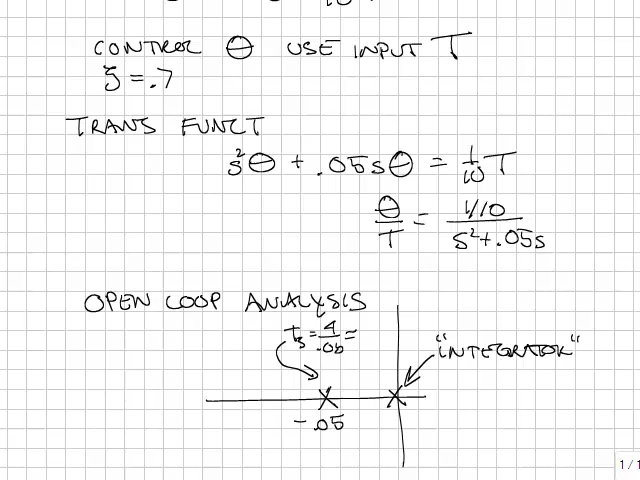 CONTROL θ USE INPUT T
ζ = .7
TRANS FUNCT
s²θ + .05sθ = 1/10 T
θ/T = (1/10)/(s²+.05s)
OPEN LOOP ANALYSIS
Ts = 4/.05 =
"INTEGRATOR"
-.05
1/1